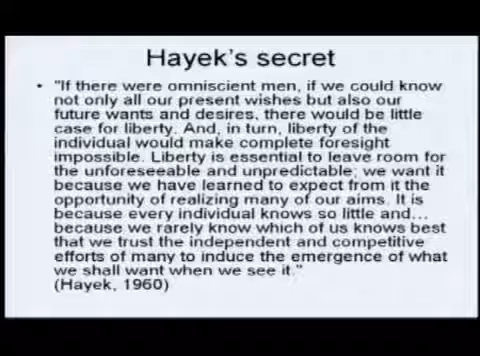 Hayek's secret
• "If there were omniscient men, if we could know
not only all our present wishes but also our
future wants and desires, there would be little
case for liberty. And, in turn, liberty of the
individual would make complete foresight
impossible. Liberty is essential to leave room for
the unforeseeable and unpredictable; we want it
because we have learned to expect from it the
opportunity of realizing many of our aims. It is
because every individual knows so little and...
because we rarely know which of us knows best
that we trust the independent and competitive
efforts of many to induce the emergence of what
we shall want when we see it."
(Hayek, 1960)